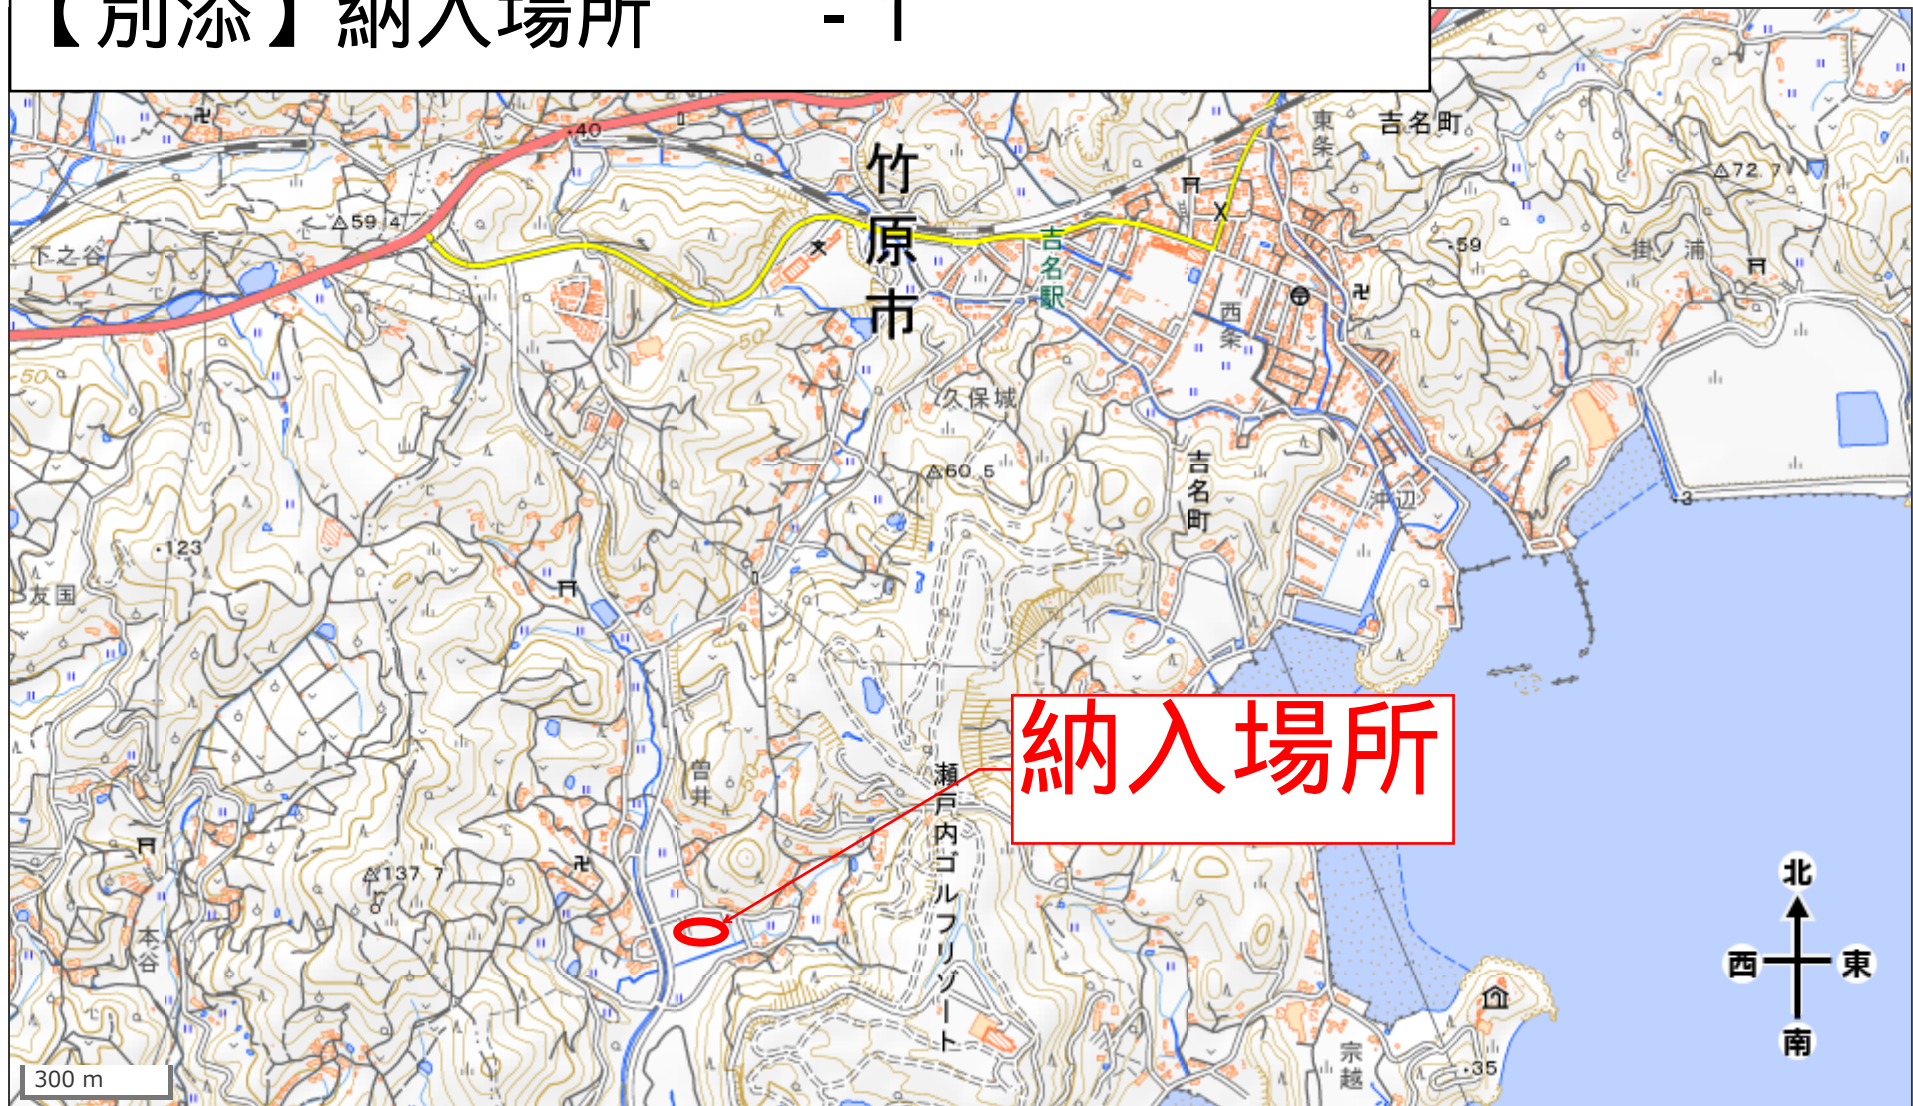 【別添】納入場所 -1
東条
吉名町
.40
竹原市
△72.7
△59.4
下之谷
吉名駅
.59
掛ノ浦
西条
50
50
久保城
△60.5
吉名町
沖辺
.3
.123
友国
納入場所
曽井
瀬戸内ゴルフリゾート
50
△137.7
本谷
北
西
東
南
宗越
.35
300 m